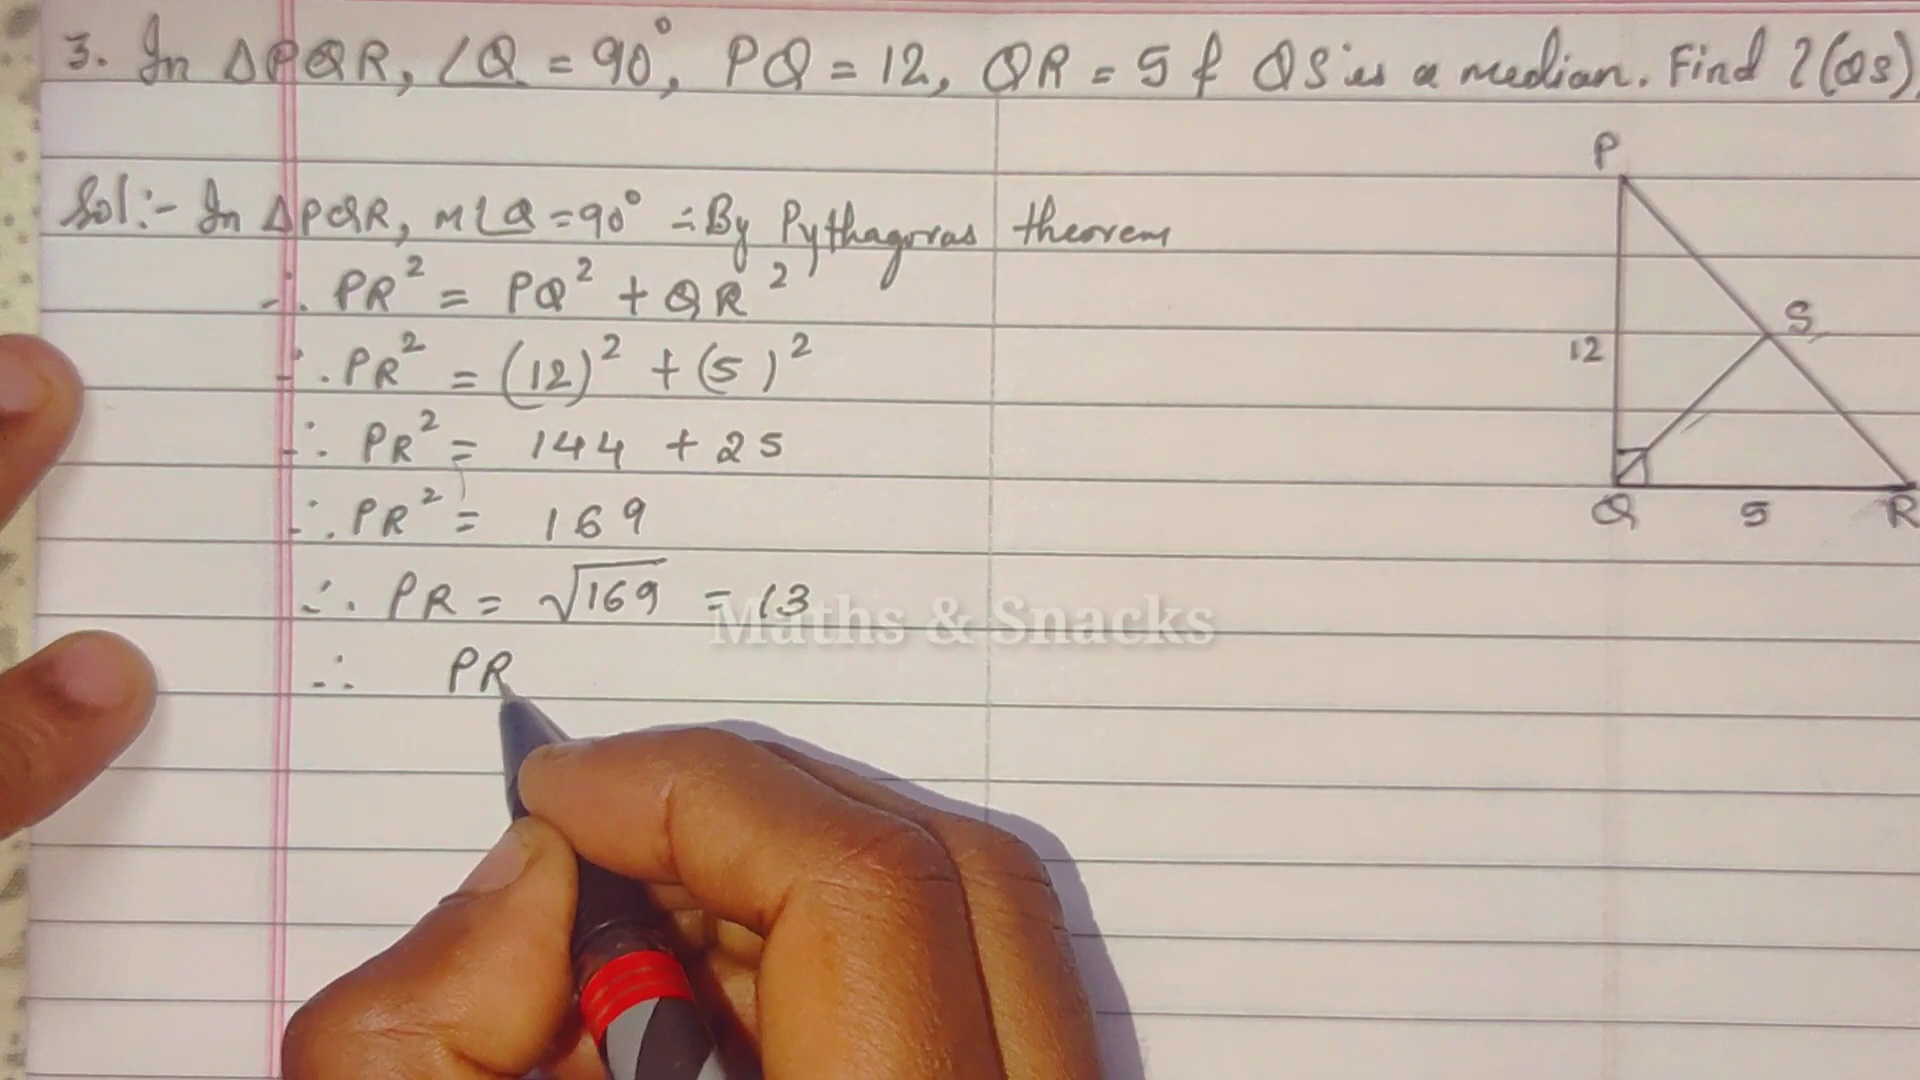 3. In ΔPQR, ∠Q = 90°, PQ = 12, QR = 5 & QS is a median. Find l(QS).
Sol:- In ΔPQR, m∠Q = 90° ∴ By Pythagoras theorem
∴ PR² = PQ² + QR²
∴ PR² = (12)² + (5)²
∴ PR² = 144 + 25
∴ PR² = 169
∴ PR = √169 = 13
∴ PR
P
S
12
Q 5 R
Maths & Snacks